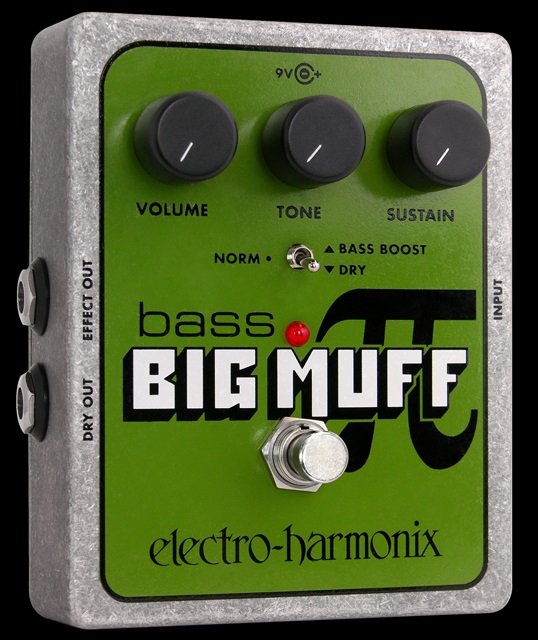 9V +
VOLUME
TONE
SUSTAIN
NORM •
▲ BASS BOOST
▼ DRY
EFFECT OUT
DRY OUT
INPUT
bass
π
BIG MUFF
electro-harmonix